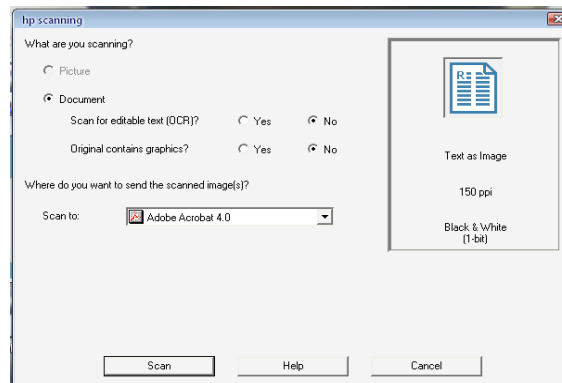 hp scanning
What are you scanning?
Picture
Document
Scan for editable text (OCR)? Yes No
Original contains graphics? Yes No
Where do you want to send the scanned image(s)?
Scan to: Adobe Acrobat 4.0
R
Text as Image
150 ppi
Black & White
(1-bit)
Scan Help Cancel